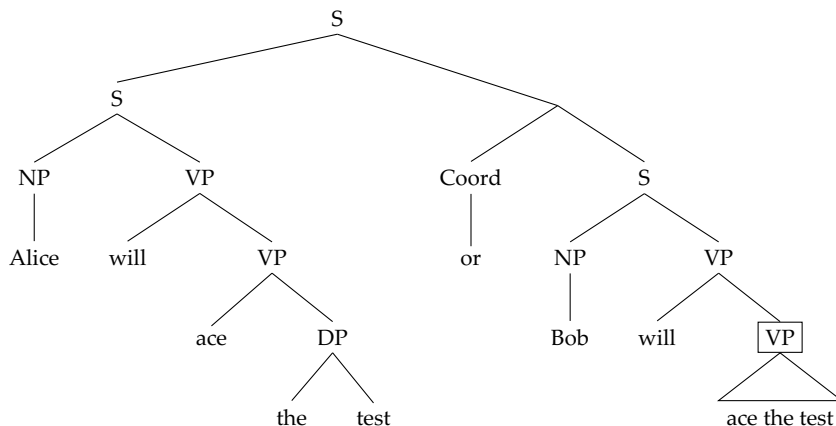 S
S
NP VP Coord S
Alice will VP or NP VP
ace DP Bob will VP
the test ace the test